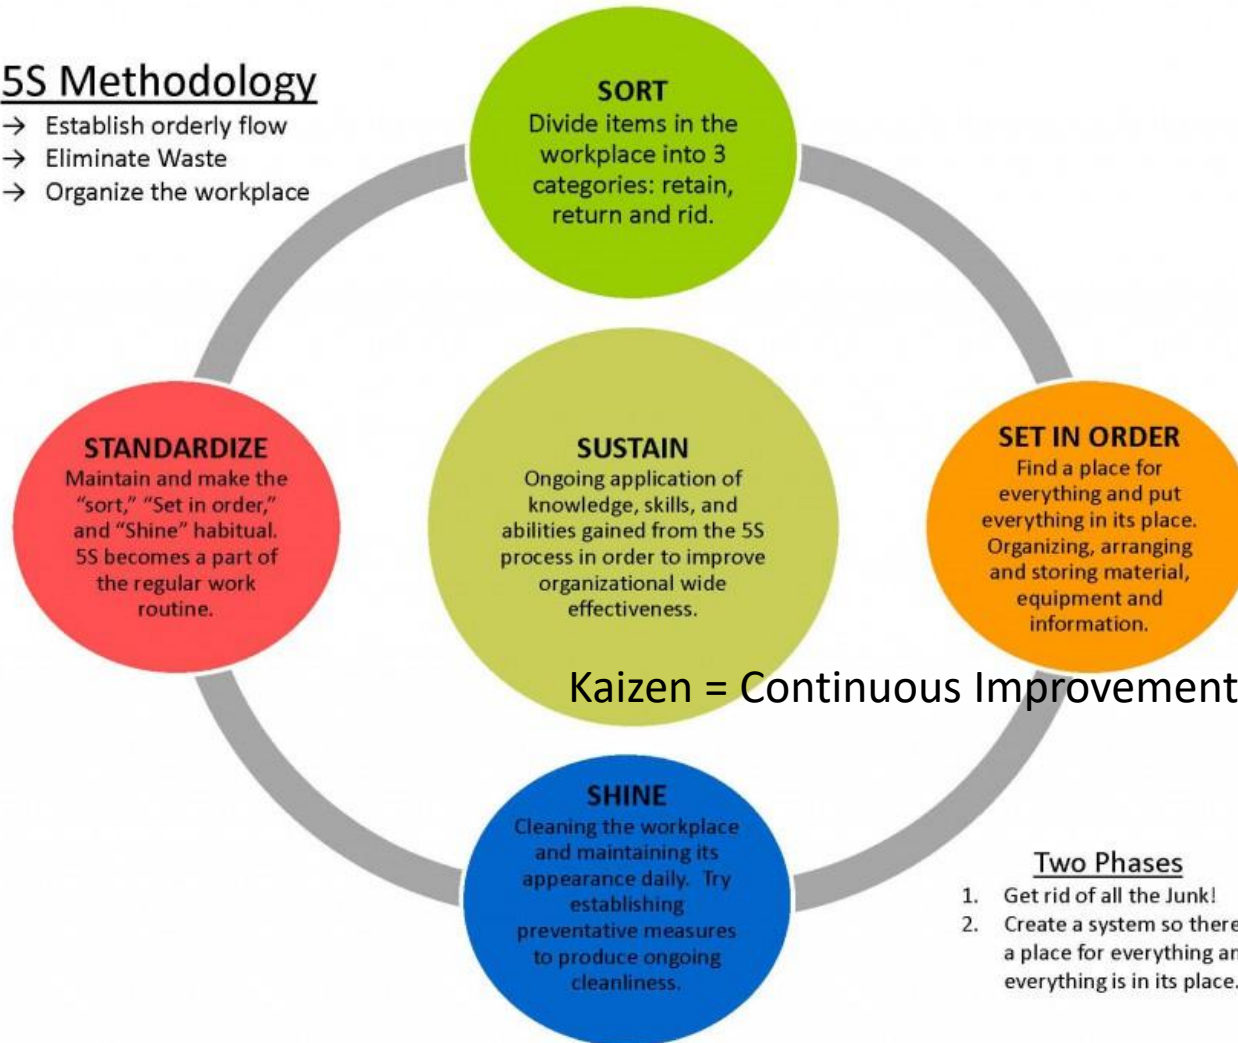 5S Methodology
→ Establish orderly flow
→ Eliminate Waste
→ Organize the workplace
SORT
Divide items in the
workplace into 3
categories: retain,
return and rid.
STANDARDIZE
Maintain and make the
“sort,” “Set in order,”
and “Shine” habitual.
5S becomes a part of
the regular work
routine.
SUSTAIN
Ongoing application of
knowledge, skills, and
abilities gained from the 5S
process in order to improve
organizational wide
effectiveness.
SET IN ORDER
Find a place for
everything and put
everything in its place.
Organizing, arranging
and storing material,
equipment and
information.
Kaizen = Continuous Improvement
SHINE
Cleaning the workplace
and maintaining its
appearance daily. Try
establishing
preventative measures
to produce ongoing
cleanliness.
Two Phases
1. Get rid of all the Junk!
2. Create a system so there
a place for everything
everything is in its place.